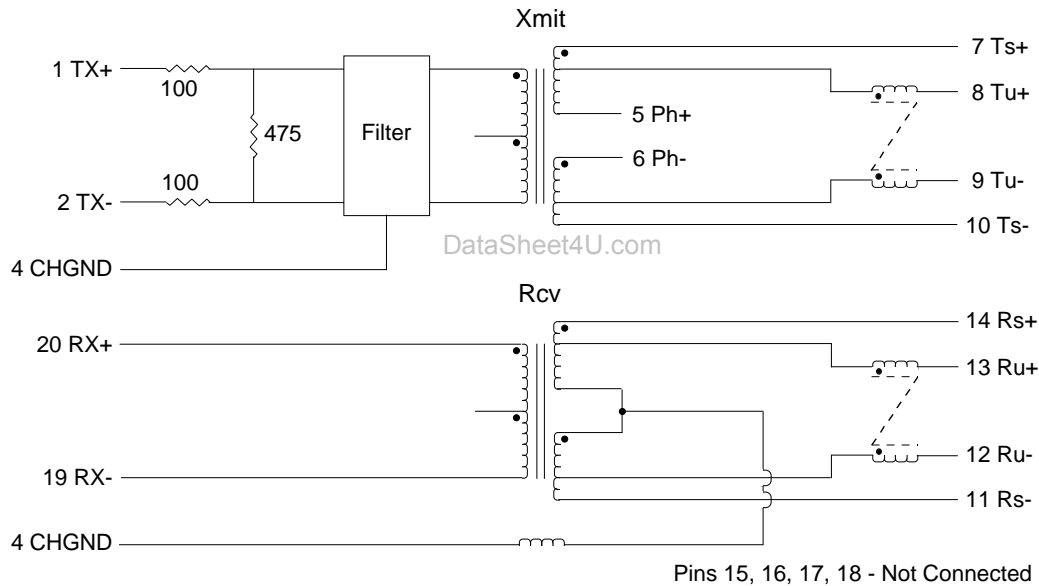 Xmit
7 Ts+
1 TX+
100
8 Tu+
5 Ph+
475
Filter
6 Ph-
100
9 Tu-
2 TX-
10 Ts-
DataSheet4U.com
4 CHGND
Rcv
14 Rs+
20 RX+
13 Ru+
12 Ru-
19 RX-
11 Rs-
4 CHGND
Pins 15, 16, 17, 18 - Not Connected